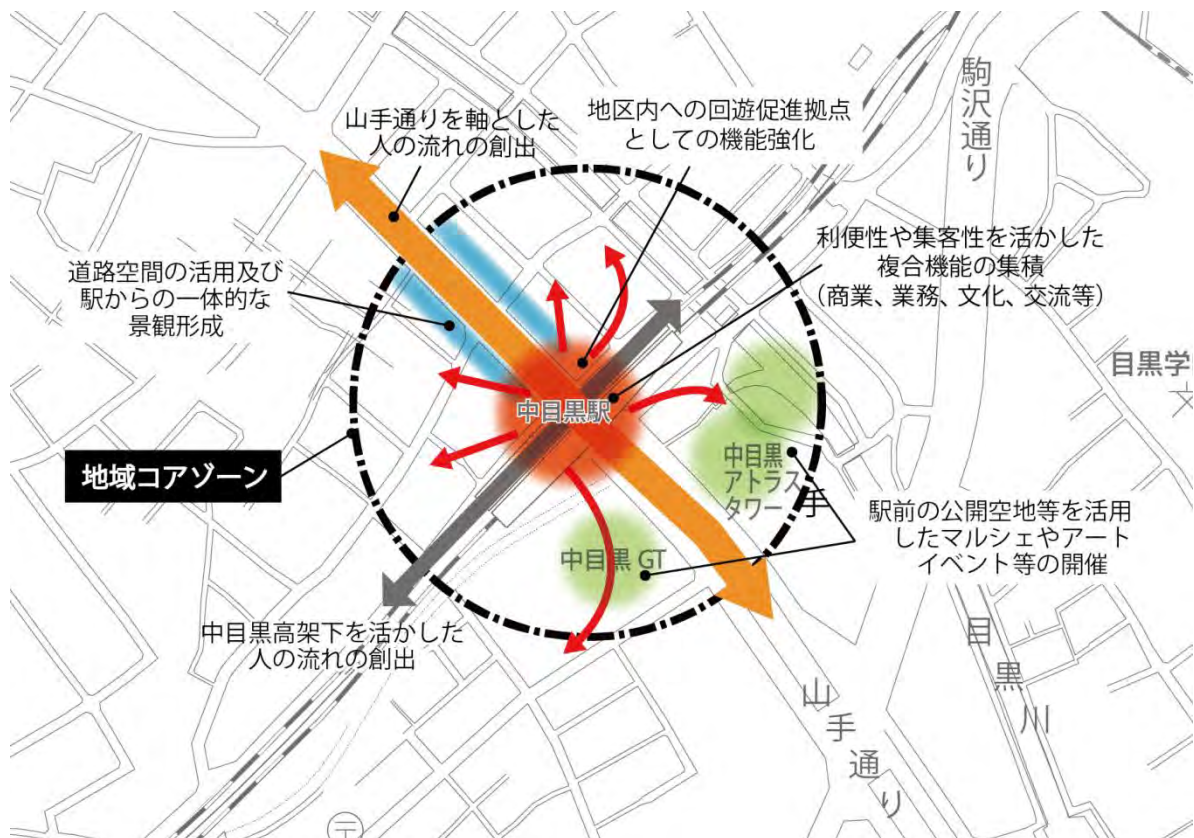 駒沢通り
山手通りを軸とした
人の流れの創出
地区内への回遊促進拠点
としての機能強化
利便性や集客性を活かした
複合機能の集積
（商業、業務、文化、交流等）
道路空間の活用及び
駅からの一体的な
景観形成
目黒学
中目黒駅
地域コアゾーン
中目黒
アトラス
タワー
手
駅前の公開空地等を活用
したマルシェやアート
イベント等の開催
中目黒 GT
中目黒高架下を活かした
人の流れの創出
目黒川
山手通り